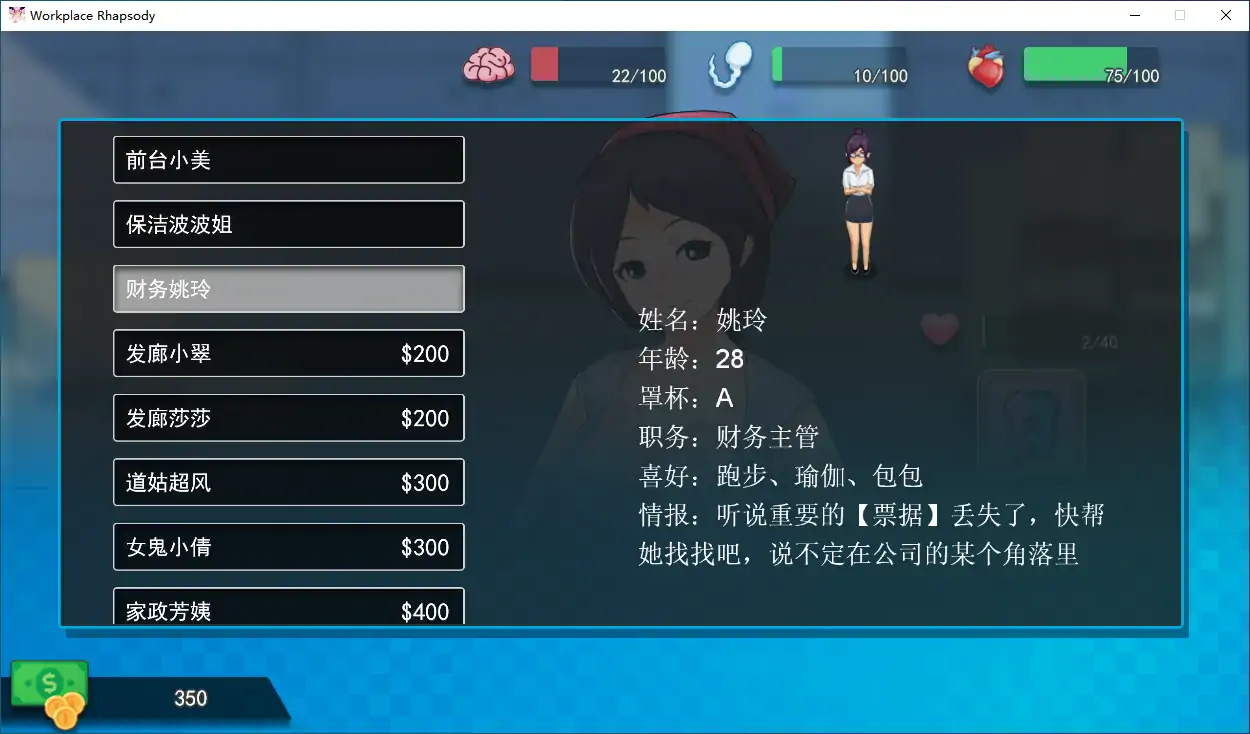 Workplace Rhapsody
22/100
10/100
75/100
前台小美
保洁波波姐
财务姚玲
发廊小翠 $200
发廊莎莎 $200
道姑超风 $300
女鬼小倩 $300
家政芳姨 $400
姓名：姚玲
年龄：28
罩杯：A
职务：财务主管
喜好：跑步、瑜伽、包包
情报：听说重要的【票据】丢失了，快帮
她找找吧，说不定在公司的某个角落里
2/40
350